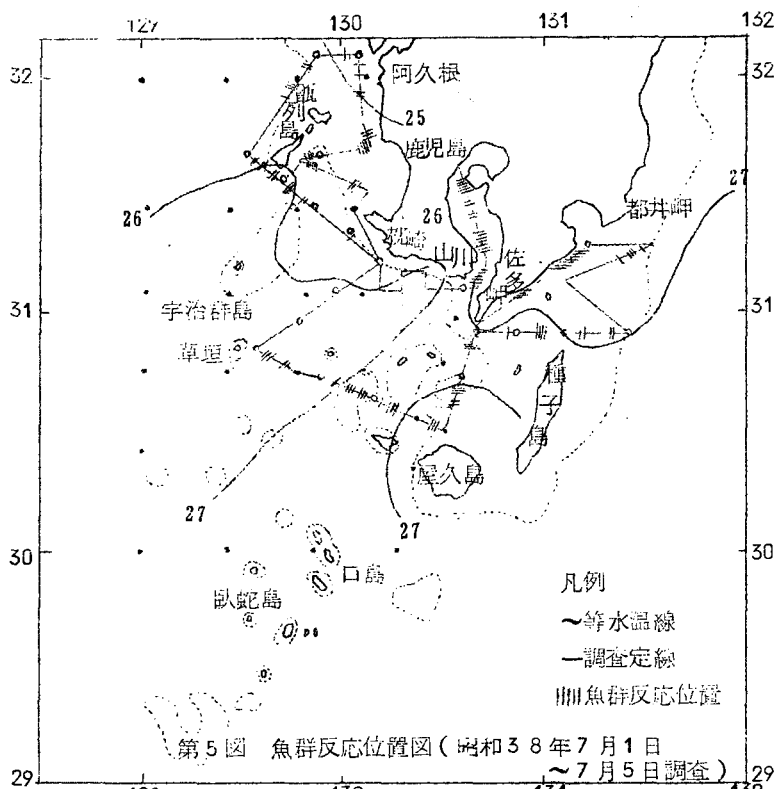 129 130 131 132
32 32
阿久根
甑
列
島
25
鹿児島
27
26
26
都井岬
枕崎
山川
佐多
岬
31 31
宇治群島
草垣
種
子
島
屋久島
27
27
30 30
口島
臥蛇島
凡例
～等水温線
―調査定線
魚群反応位置
第5図 魚群反応位置図(昭和38年7月1日
～7月5日調査)
29 29